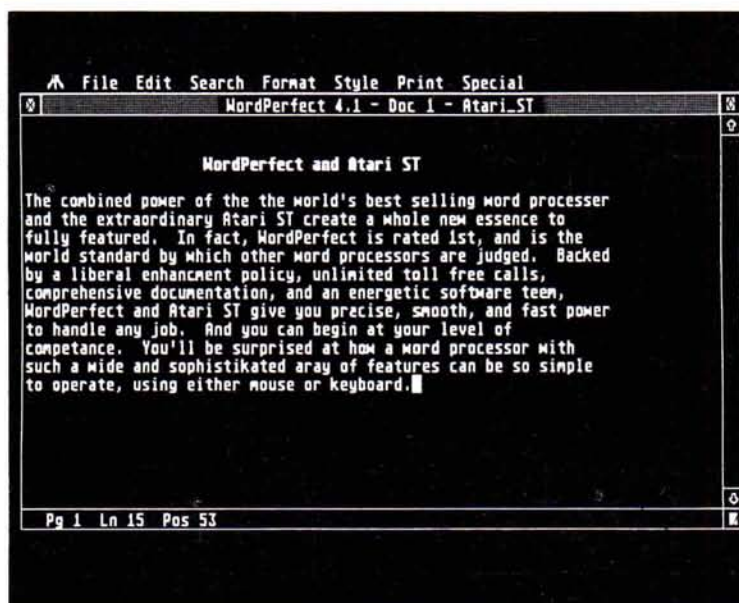 File Edit Search Format Style Print Special
WordPerfect 4.1 - Doc 1 - Atari_ST
WordPerfect and Atari ST
The combined power of the the world's best selling word processer
and the extraordinary Atari ST create a whole new essence to
fully featured.  In fact, WordPerfect is rated 1st, and is the
world standard by which other word processors are judged.  Backed
by a liberal enhancment policy, unlimited toll free calls,
comprehensive documentation, and an energetic software teem,
WordPerfect and Atari ST give you precise, smooth, and fast power
to handle any job.  And you can begin at your level of
competance.  You'll be surprised at how a word processor with
such a wide and sophistikated aray of features can be so simple
to operate, using either mouse or keyboard.
Pg 1 Ln 15 Pos 53